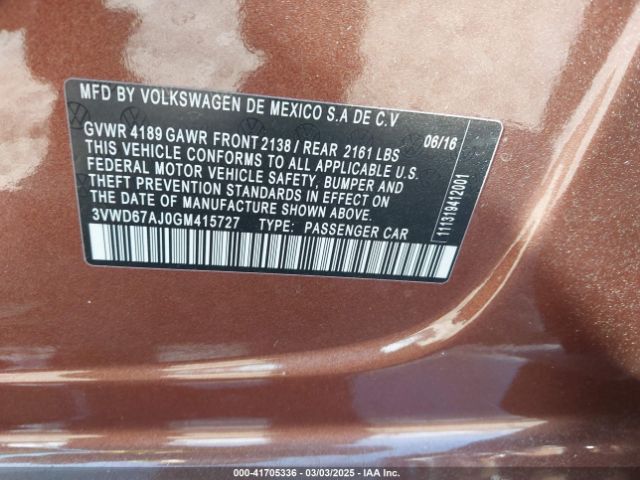 MFD BY VOLKSWAGEN DE MEXICO S.A DE C.V
GVWR 4189 GAWR FRONT 2138 / REAR 2161 LBS 06/16
THIS VEHICLE CONFORMS TO ALL APPLICABLE U.S.
FEDERAL MOTOR VEHICLE SAFETY, BUMPER AND
THEFT PREVENTION STANDARDS IN EFFECT ON
THE DATE OF MANUFACTURE SHOWN ABOVE.
3VWD67AJ0GM415727 TYPE: PASSENGER CAR
111319412001
000-41705336 | 03/03/2025 | IAA Inc.